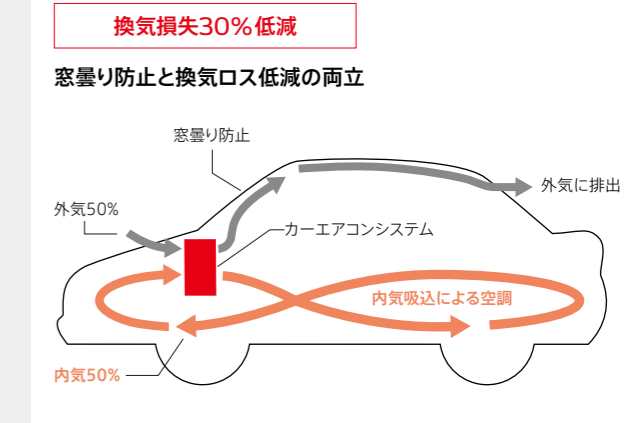 換気損失30%低減
窓曇り防止と換気ロス低減の両立
窓曇り防止
外気に排出
外気50%
カーエアコンシステム
内気吸込による空調
内気50%